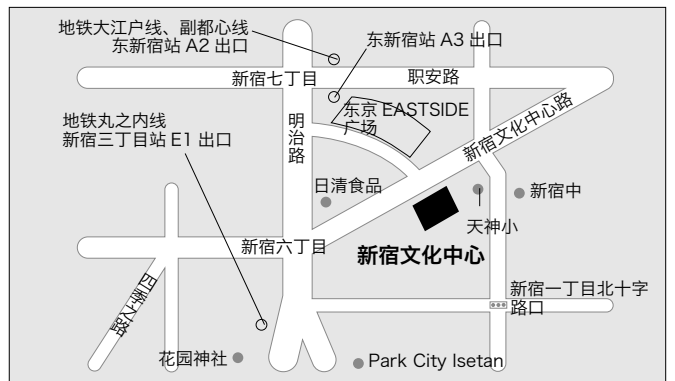 地铁大江户线、副都心线
东新宿站 A2 出口
东新宿站 A3 出口
新宿七丁目
职安路
东京 EASTSIDE
广场
地铁丸之内线
新宿三丁目站 E1 出口
明治路
新宿文化中心路
日清食品
新宿中
天神小
新宿六丁目
新宿文化中心
四季之路
新宿一丁目北十字
路口
花园神社
Park City Isetan